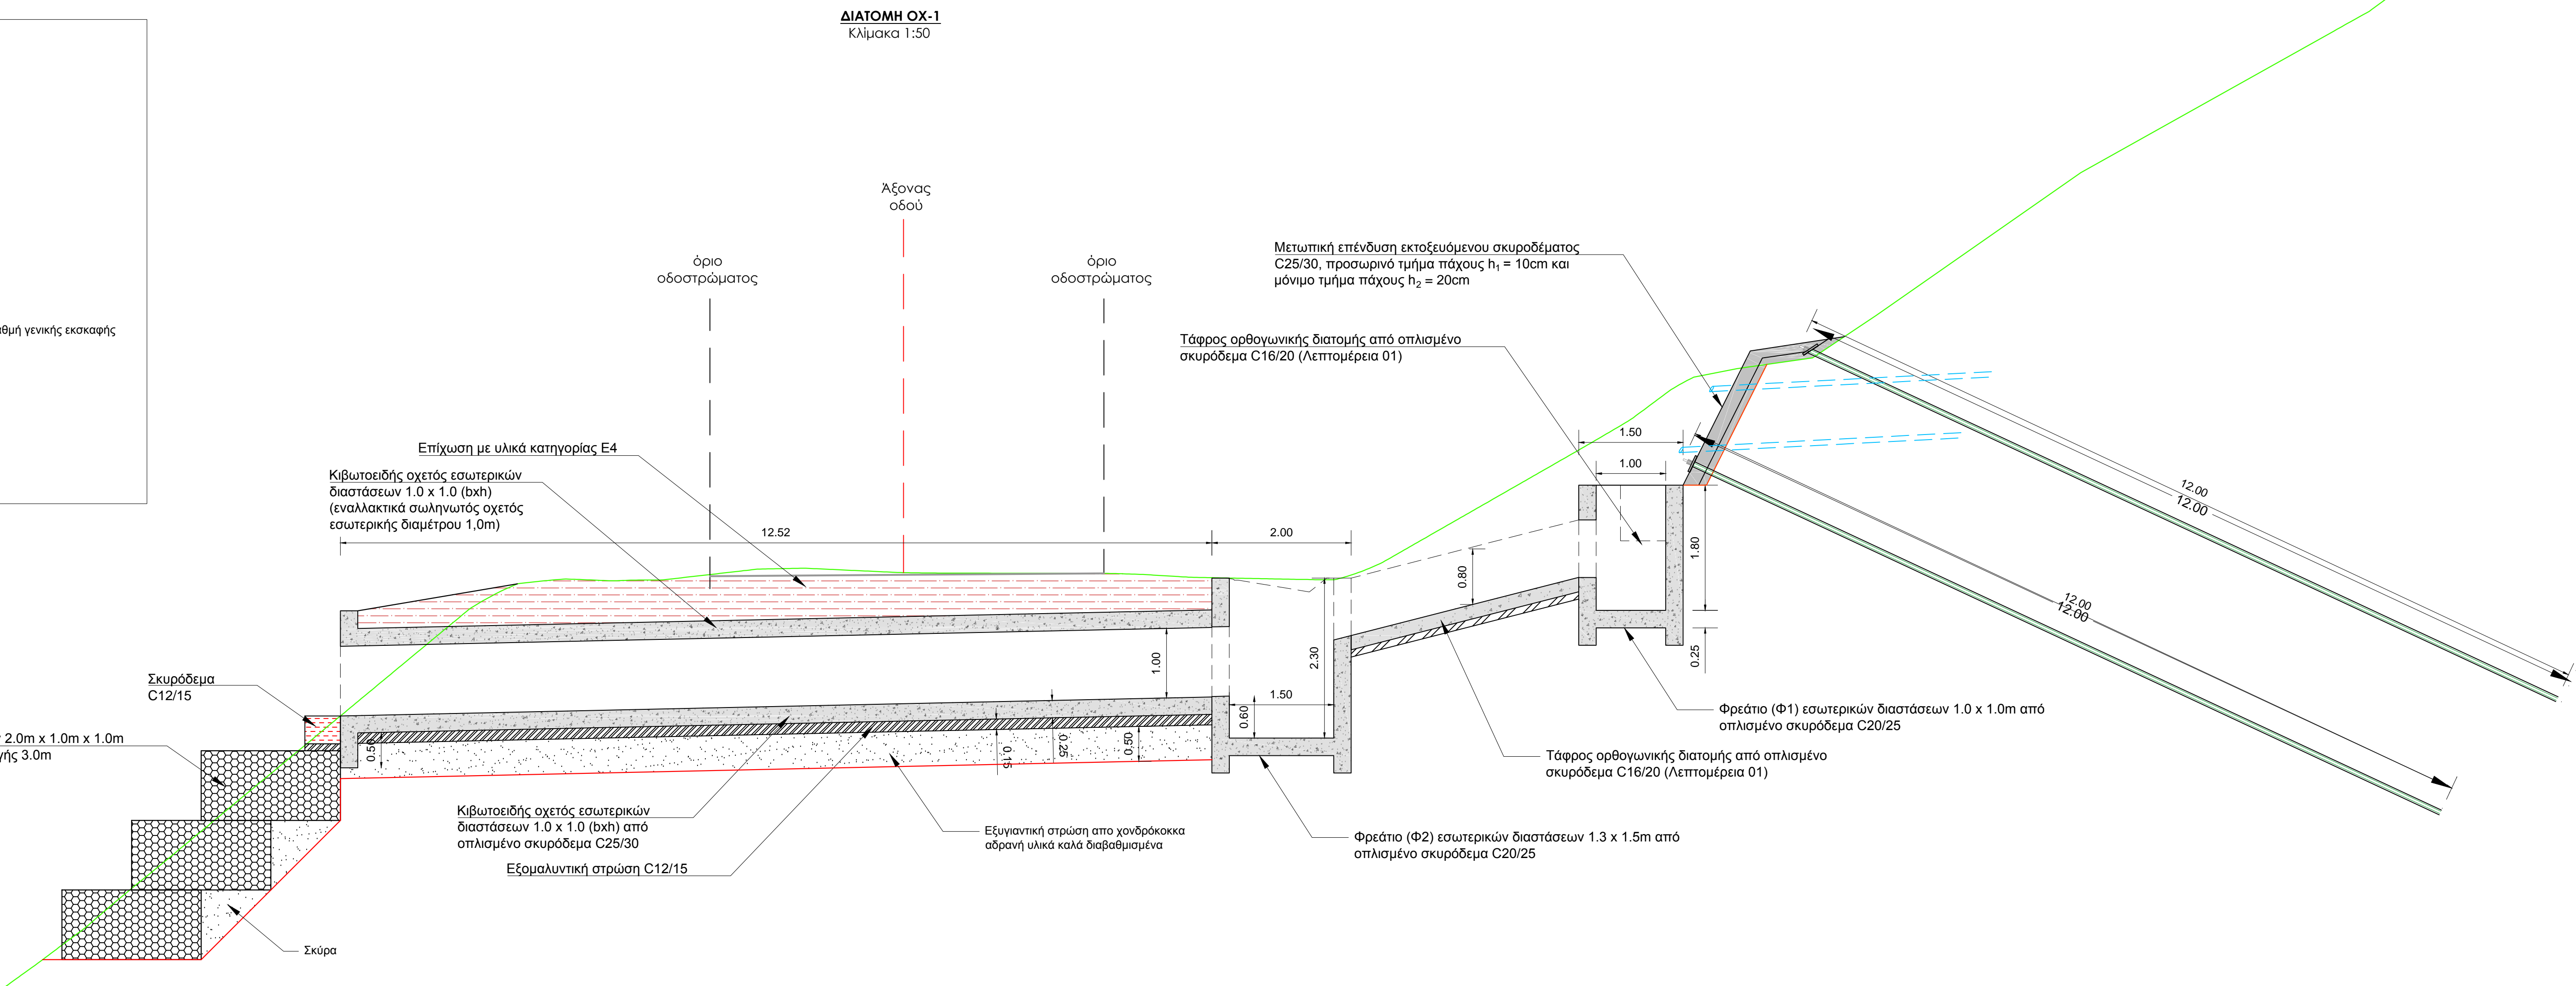 ΔΙΑΤΟΜΗ ΟΧ-1
Κλίμακα 1:50
Άξονας
οδού
όριο
οδοστρώματος
όριο
οδοστρώματος
Μετωπική επένδυση εκτοξευόμενου σκυροδέματος
C25/30, προσωρινό τμήμα πάχους h₁ = 10cm και
μόνιμο τμήμα πάχους h₂ = 20cm
γενικής εκσκαφής
Τάφρος ορθογωνικής διατομής από οπλισμένο
σκυρόδεμα C16/20 (Λεπτομέρεια 01)
Επίχωση με υλικά κατηγορίας Ε4
Κιβωτοειδής οχετός εσωτερικών
διαστάσεων 1.0 x 1.0 (bxh)
(εναλλακτικά σωληνωτός οχετός
εσωτερικής διαμέτρου 1,0m)
1.50
1.00
12.00
12.00
12.52
2.00
1.80
0.80
12.00
12.00
0.25
1.00
2.30
Σκυρόδεμα
C12/15
1.50
0.60
2.0m x 1.0m x 1.0m
3.0m
0.50
0.15
0.25
0.50
Φρεάτιο (Φ1) εσωτερικών διαστάσεων 1.0 x 1.0m από
οπλισμένο σκυρόδεμα C20/25
Τάφρος ορθογωνικής διατομής από οπλισμένο
σκυρόδεμα C16/20 (Λεπτομέρεια 01)
Κιβωτοειδής οχετός εσωτερικών
διαστάσεων 1.0 x 1.0 (bxh) από
οπλισμένο σκυρόδεμα C25/30
Εξομαλυντική στρώση C12/15
Εξυγιαντική στρώση απο χονδρόκοκκα
αδρανή υλικά καλά διαβαθμισμένα
Φρεάτιο (Φ2) εσωτερικών διαστάσεων 1.3 x 1.5m από
οπλισμένο σκυρόδεμα C20/25
Σκύρα